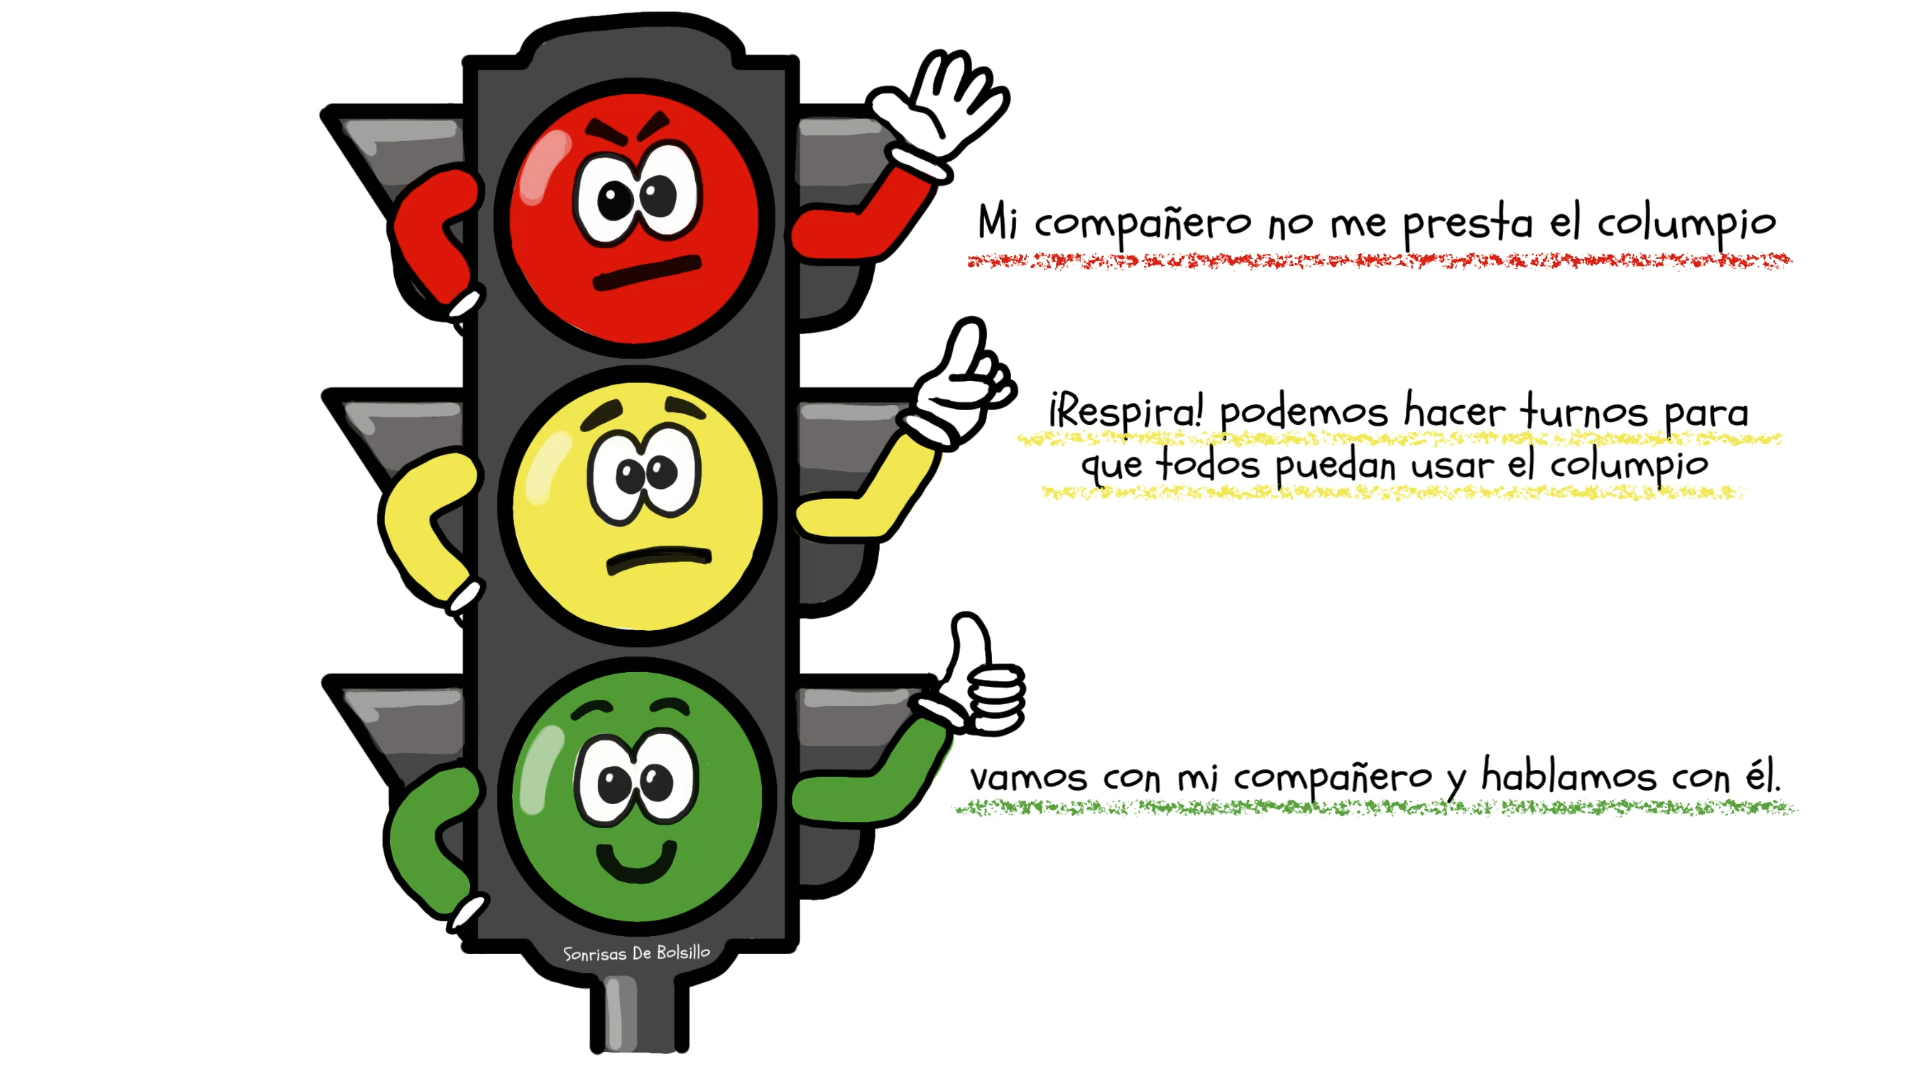 Mi compañero no me presta el columpio
¡Respira! podemos hacer turnos para
que todos puedan usar el columpio
vamos con mi compañero y hablamos con él.
Sonrisas De Bolsillo